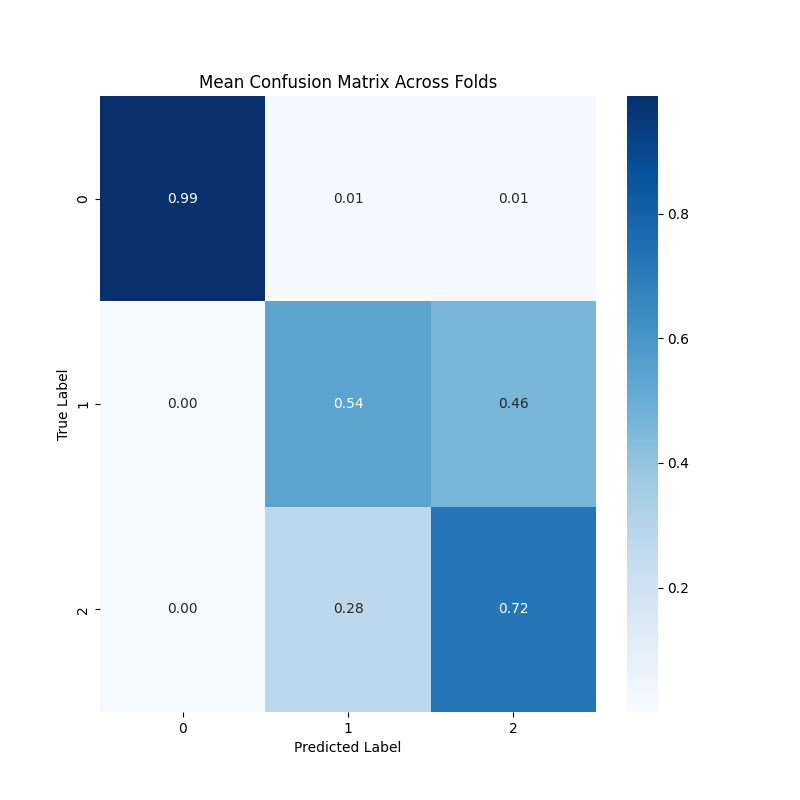 Mean Confusion Matrix Across Folds
0 0.99 0.01 0.01
1 0.00 0.54 0.46
2 0.00 0.28 0.72
0 1 2
Predicted Label
True Label
0.8
0.6
0.4
0.2